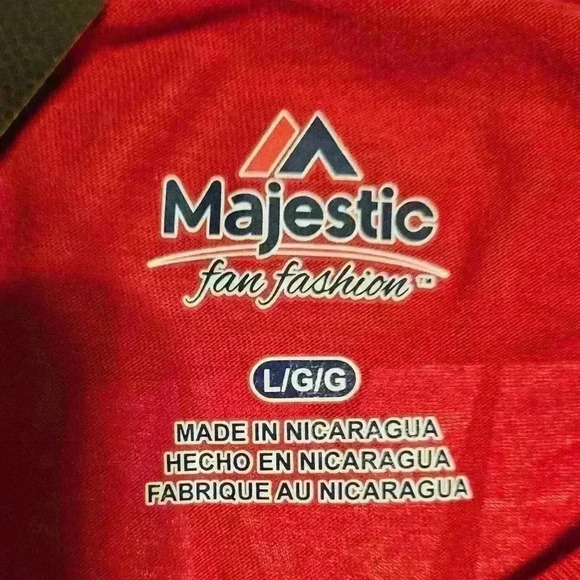 Majestic
fan fashion™
L/G/G
MADE IN NICARAGUA
HECHO EN NICARAGUA
FABRIQUE AU NICARAGUA